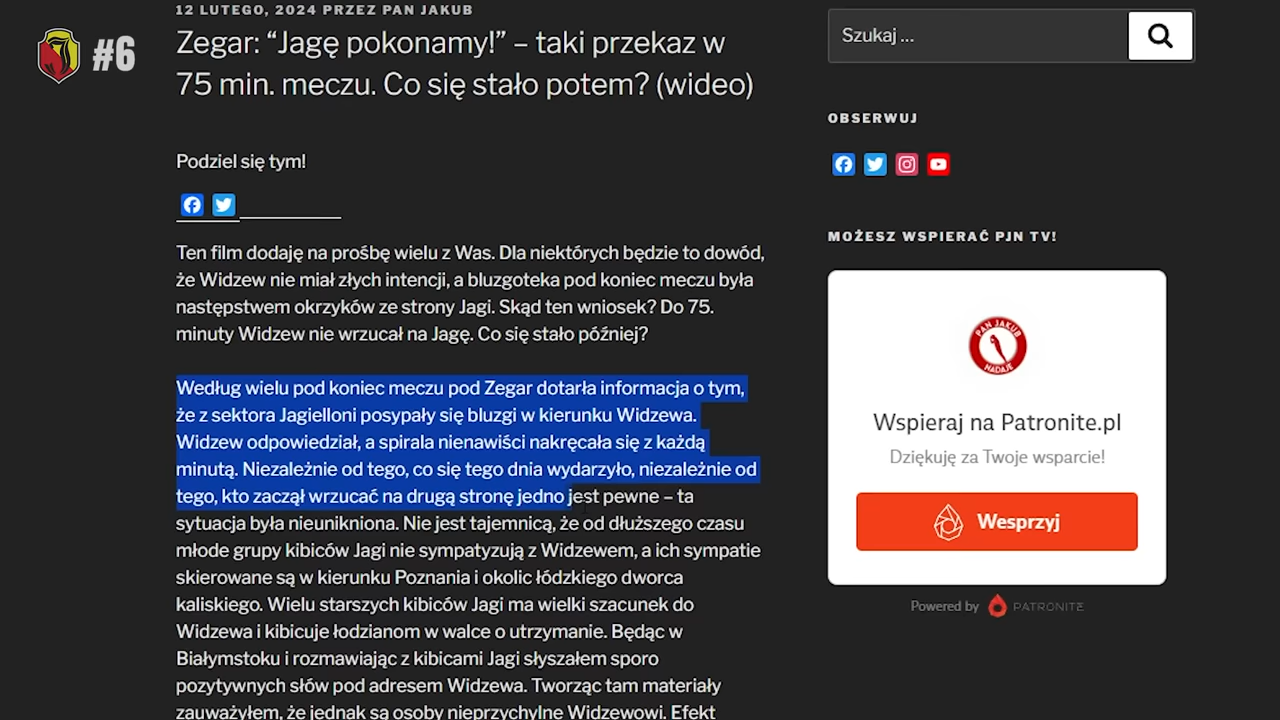 #6
12 LUTEGO, 2024 PRZEZ PAN JAKUB
Zegar: “Jagę pokonamy!” – taki przekaz w
75 min. meczu. Co się stało potem? (wideo)
Podziel się tym!
Ten film dodaję na prośbę wielu z Was. Dla niektórych będzie to dowód,
że Widzew nie miał złych intencji, a bluzgoteka pod koniec meczu była
następstwem okrzyków ze strony Jagi. Skąd ten wniosek? Do 75.
minuty Widzew nie wrzucał na Jagę. Co się stało później?
Według wielu pod koniec meczu pod Zegar dotarła informacja o tym,
że z sektora Jagielloni posypały się bluzgi w kierunku Widzewa.
Widzew odpowiedział, a spirala nienawiści nakręcała się z każdą
minutą. Niezależnie od tego, co się tego dnia wydarzyło, niezależnie od
tego, kto zaczął wrzucać na drugą stronę jedno jest pewne – ta
sytuacja była nieunikniona. Nie jest tajemnicą, że od dłuższego czasu
młode grupy kibiców Jagi nie sympatyzują z Widzewem, a ich sympatie
skierowane są w kierunku Poznania i okolic łódzkiego dworca
kaliskiego. Wielu starszych kibiców Jagi ma wielki szacunek do
Widzewa i kibicuje łodzianom w walce o utrzymanie. Będąc w
Białymstoku i rozmawiając z kibicami Jagi słyszałem sporo
pozytywnych słów pod adresem Widzewa. Tworząc tam materiały
zauważyłem, że jednak są osoby nieprzychylne Widzewowi. Efekt
Szukaj ...
OBSERWUJ
MOŻESZ WSPIERAĆ PJN TV!
PAN JAKUB
NADAJE
Wspieraj na Patronite.pl
Dziękuję za Twoje wsparcie!
Wesprzyj
Powered by PATRONITE